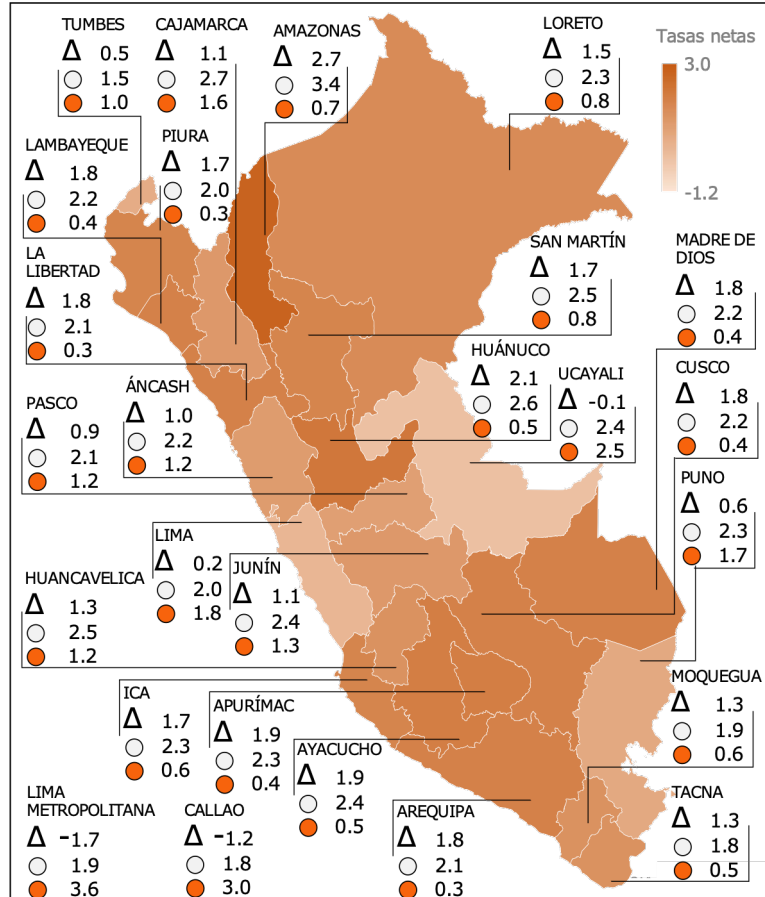 TUMBES
Δ 0.5
1.5
1.0
CAJAMARCA
Δ 1.1
2.7
1.6
AMAZONAS
Δ 2.7
3.4
0.7
LORETO
Δ 1.5
2.3
0.8
Tasas netas
3.0
-1.2
LAMBAYEQUE
Δ 1.8
2.2
0.4
PIURA
Δ 1.7
2.0
0.3
LA
LIBERTAD
Δ 1.8
2.1
0.3
SAN MARTÍN
Δ 1.7
2.5
0.8
MADRE DE
DIOS
Δ 1.8
2.2
0.4
HUÁNUCO
Δ 2.1
2.6
0.5
UCAYALI
Δ -0.1
2.4
2.5
CUSCO
Δ 1.8
2.2
0.4
PASCO
Δ 0.9
2.1
1.2
ÁNCASH
Δ 1.0
2.2
1.2
PUNO
Δ 0.6
2.3
1.7
LIMA
Δ 0.2
2.0
1.8
JUNÍN
Δ 1.1
2.4
1.3
HUANCAVELICA
Δ 1.3
2.5
1.2
ICA
Δ 1.7
2.3
0.6
APURÍMAC
Δ 1.9
2.3
0.4
AYACUCHO
Δ 1.9
2.4
0.5
MOQUEGUA
Δ 1.3
1.9
0.6
LIMA
METROPOLITANA
Δ -1.7
1.9
3.6
CALLAO
Δ -1.2
1.8
3.0
AREQUIPA
Δ 1.8
2.1
0.3
TACNA
Δ 1.3
1.8
0.5